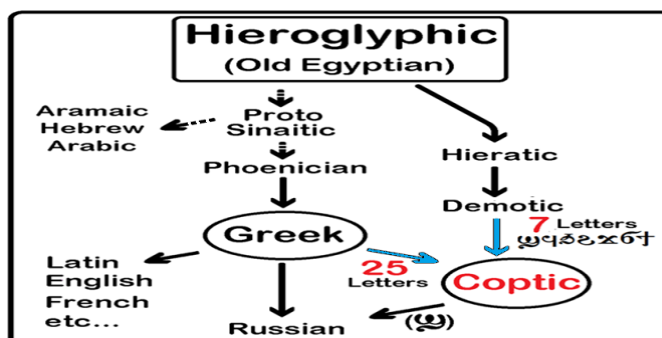 Hieroglyphic
(Old Egyptian)
Aramaic
Hebrew
Arabic
Proto
Sinaitic
Phoenician
Hieratic
Demotic
7 Letters
ϣϥϧϩϫϭϯ
Greek
25
Letters
Coptic
Latin
English
French
etc...
Russian
(ϣ)